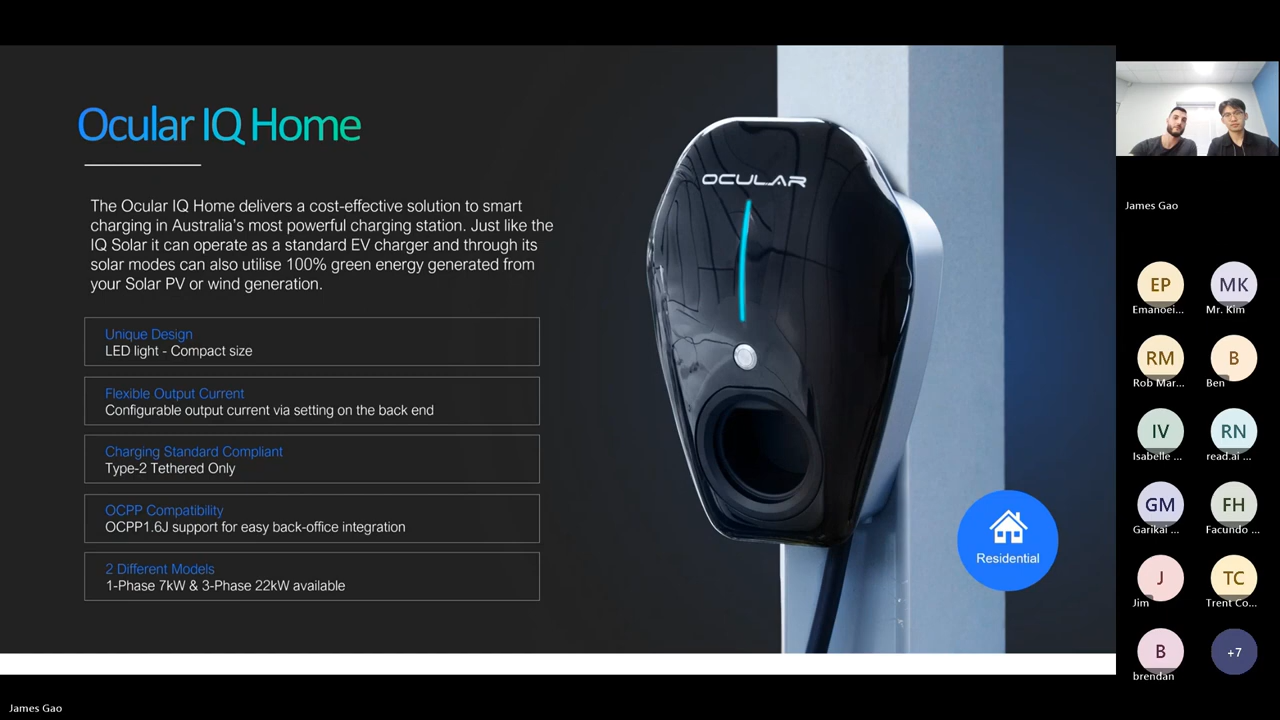 Ocular IQ Home
The Ocular IQ Home delivers a cost-effective solution to smart
charging in Australia's most powerful charging station. Just like the
IQ Solar it can operate as a standard EV charger and through its
solar modes can also utilise 100% green energy generated from
your Solar PV or wind generation.
Unique Design
LED light - Compact size
Flexible Output Current
Configurable output current via setting on the back end
Charging Standard Compliant
Type-2 Tethered Only
OCPP Compatibility
OCPP1.6J support for easy back-office integration
2 Different Models
1-Phase 7kW & 3-Phase 22kW available
OCULAR
Residential
James Gao
EP
Emanoei...
MK
Mr. Kim
RM
Rob Mar...
B
Ben
IV
Isabelle ...
RN
read.ai ...
GM
Garikai ...
FH
Facundo ...
J
Jim
TC
Trent Co...
B
brendan
+7
James Gao